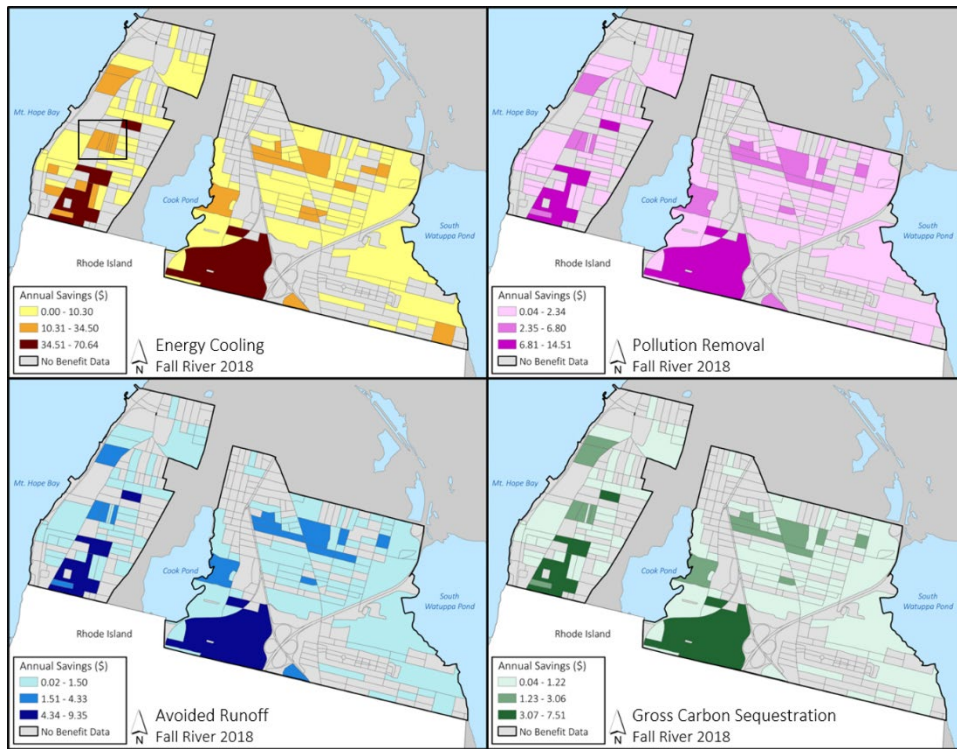 Mt. Hope Bay
Cook Pond
South
Watuppa Pond
Rhode Island
Annual Savings ($)
0.00 - 10.30
10.31 - 34.50
34.51 - 70.64
No Benefit Data
N
Energy Cooling
Fall River 2018
Mt. Hope Bay
Cook Pond
South
Watuppa Pond
Rhode Island
Annual Savings ($)
0.04 - 2.34
2.35 - 6.80
6.81 - 14.51
No Benefit Data
N
Pollution Removal
Fall River 2018
Mt. Hope Bay
Cook Pond
South
Watuppa Pond
Rhode Island
Annual Savings ($)
0.02 - 1.50
1.51 - 4.33
4.34 - 9.35
No Benefit Data
N
Avoided Runoff
Fall River 2018
Mt. Hope Bay
Cook Pond
South
Watuppa Pond
Rhode Island
Annual Savings ($)
0.04 - 1.22
1.23 - 3.06
3.07 - 7.51
No Benefit Data
N
Gross Carbon Sequestration
Fall River 2018